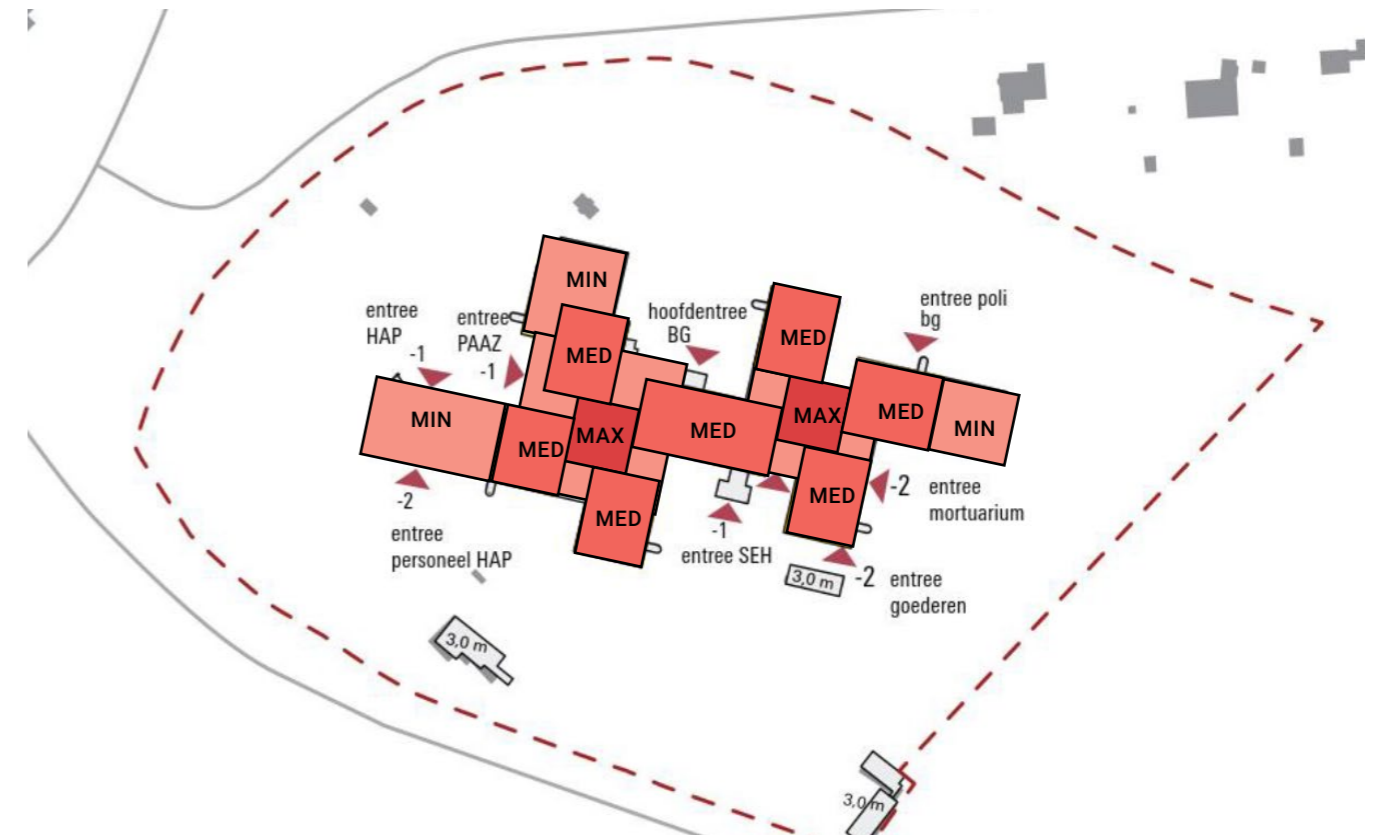 MIN
entree poli
bg
entree
HAP
-1
entree
PAAZ
-1
hoofdentree
BG
MED
MED
MIN
MED
MAX
MED
MAX
MED
MIN
MED
MED
-2
entree
personeel HAP
-1
entree SEH
-2
entree
mortuarium
3,0 m
-2
entree
goederen
3,0 m
3,0 m